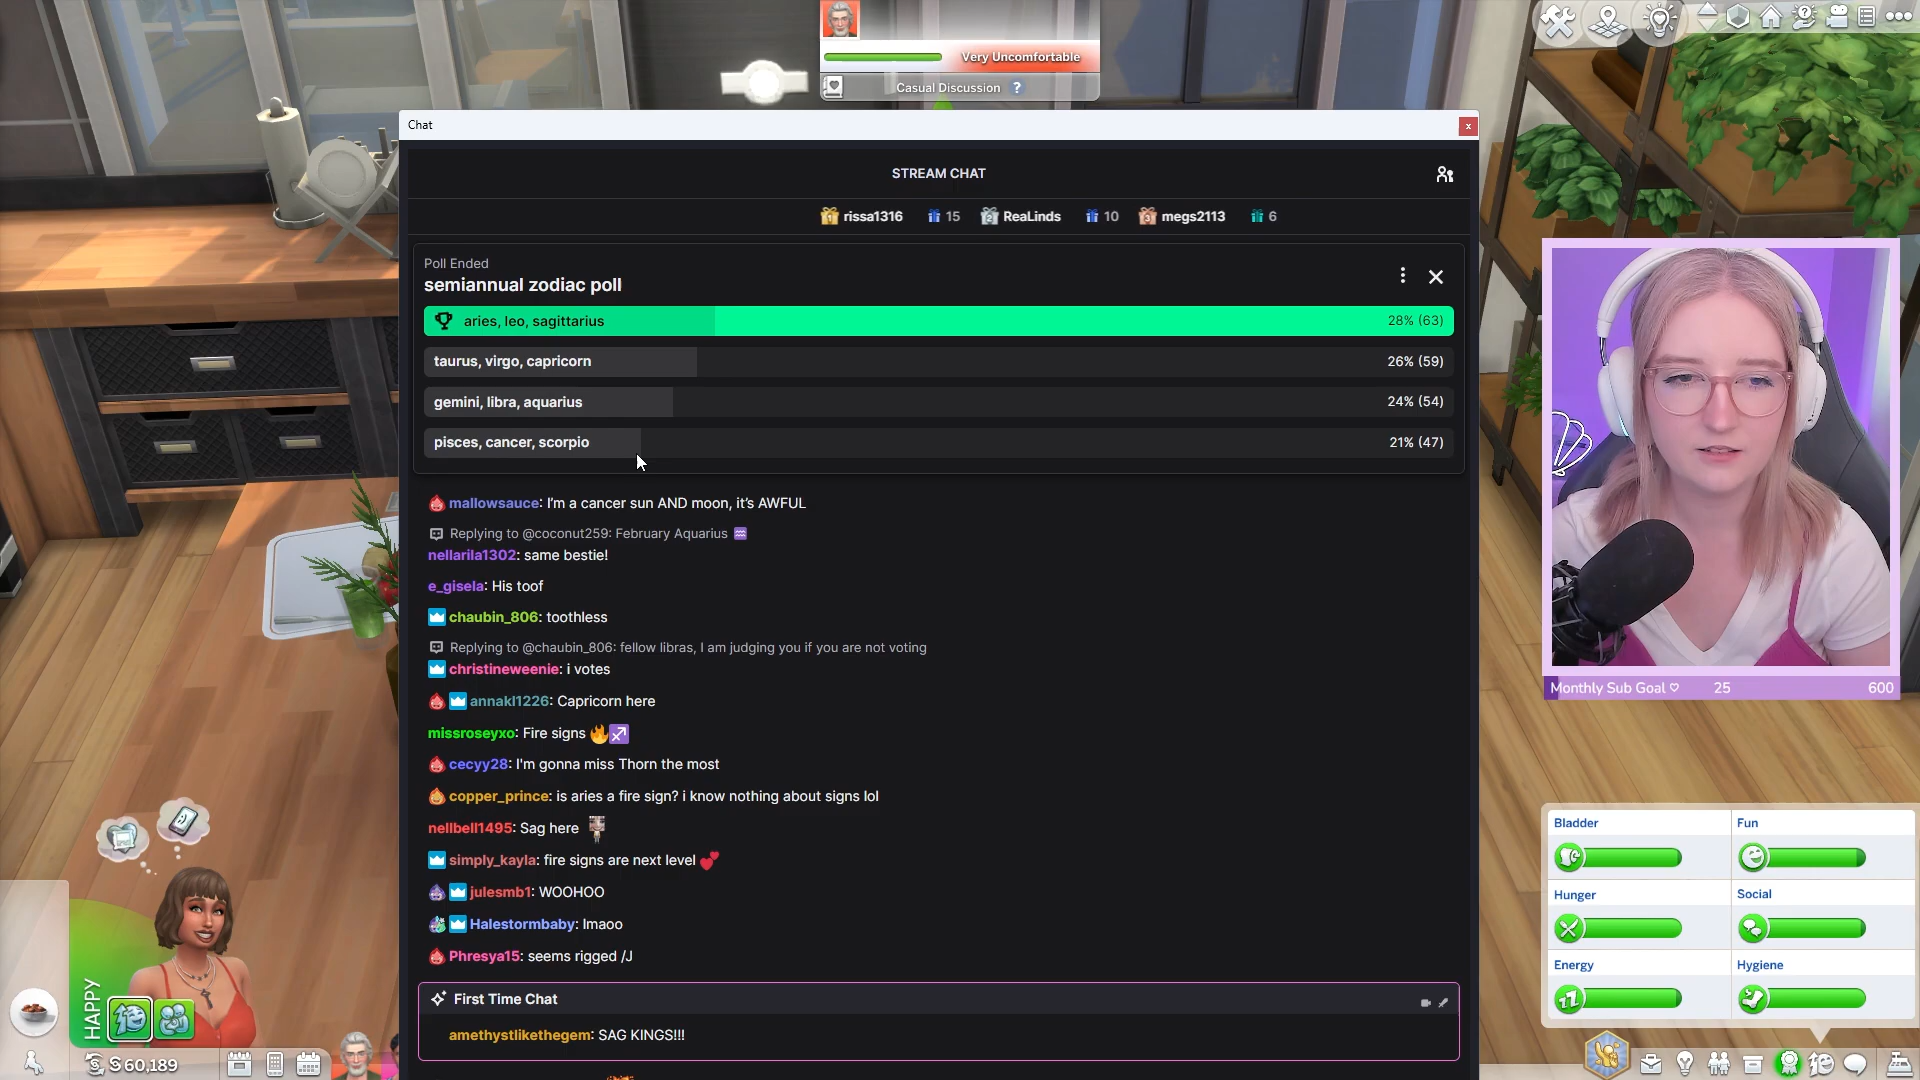 Very Uncomfortable
Casual Discussion ?
Chat
STREAM CHAT
1 rissa1316 15 2 ReaLinds 10 3 megs2113 6
Poll Ended
semiannual zodiac poll
aries, leo, sagittarius 28% (63)
taurus, virgo, capricorn 26% (59)
gemini, libra, aquarius 24% (54)
pisces, cancer, scorpio 21% (47)
mallowsauce: I'm a cancer sun AND moon, it's AWFUL
Replying to @coconut259: February Aquarius ♒
nellarila1302: same bestie!
e_gisela: His toof
chaubin_806: toothless
Replying to @chaubin_806: fellow libras, I am judging you if you are not voting
christineweenie: i votes
annakl1226: Capricorn here
missroseyxo: Fire signs 🔥♐
cecyy28: I'm gonna miss Thorn the most
copper_prince: is aries a fire sign? i know nothing about signs lol
nellbell1495: Sag here
simply_kayla: fire signs are next level 💕
julesmb1: WOOHOO
Halestormbaby: lmaoo
Phresya15: seems rigged /J
First Time Chat
amethystlikethegem: SAG KINGS!!!
Monthly Sub Goal ♡ 25 600
Bladder Fun
Hunger Social
Energy Hygiene
HAPPY
§ 60,189